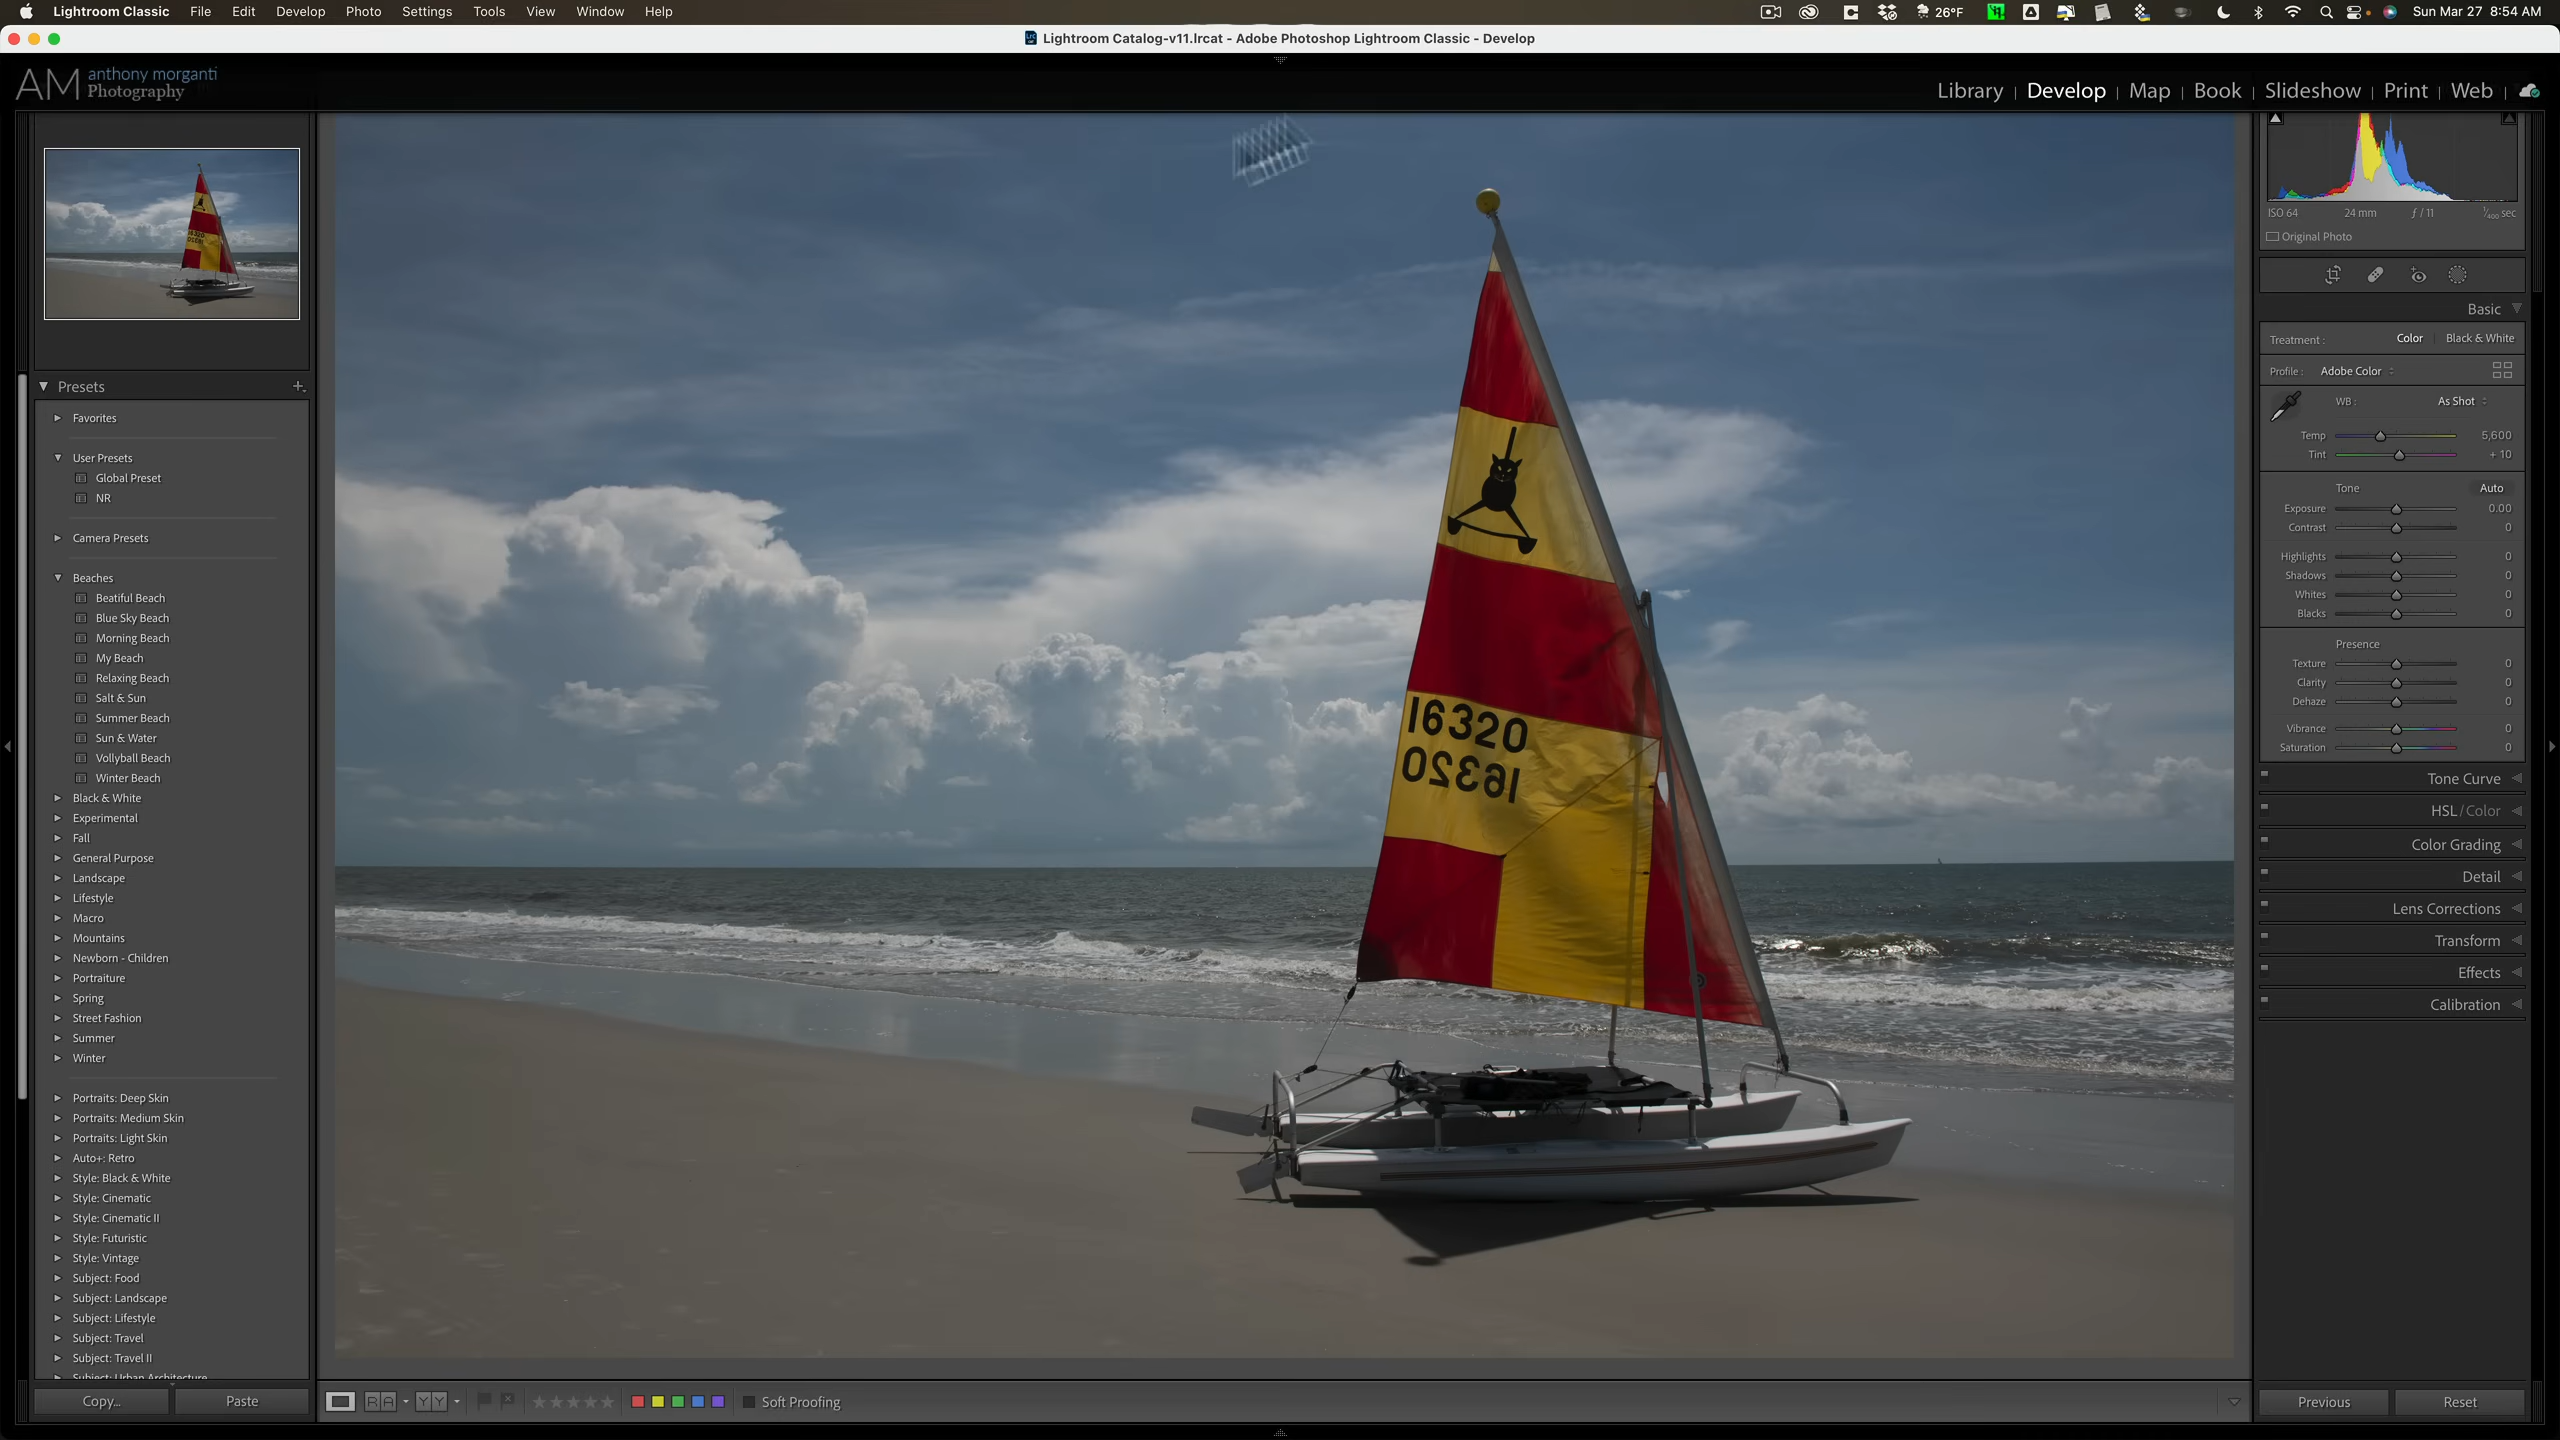 Lightroom Classic File Edit Develop Photo Settings Tools View Window Help 26°F Sun Mar 27 8:54 AM
Lightroom Catalog-v11.lrcat - Adobe Photoshop Lightroom Classic - Develop
AM anthony morganti
Photography
Library | Develop | Map | Book | Slideshow | Print | Web
ISO 64 24 mm ƒ / 11 1/400 sec
Original Photo
Basic
Treatment : Color Black & White
Profile : Adobe Color
WB : As Shot
Temp 5,600
Tint + 10
Tone Auto
Exposure 0.00
Contrast 0
Highlights 0
Shadows 0
Whites 0
Blacks 0
Presence
Texture 0
Clarity 0
Dehaze 0
Vibrance 0
Saturation 0
Tone Curve
HSL / Color
Color Grading
Detail
Lens Corrections
Transform
Effects
Calibration
Previous Reset
Presets
Favorites
User Presets
Global Preset
NR
Camera Presets
Beaches
Beatiful Beach
Blue Sky Beach
Morning Beach
My Beach
Relaxing Beach
Salt & Sun
Summer Beach
Sun & Water
Vollyball Beach
Winter Beach
Black & White
Experimental
Fall
General Purpose
Landscape
Lifestyle
Macro
Mountains
Newborn - Children
Portraiture
Spring
Street Fashion
Summer
Winter
Portraits: Deep Skin
Portraits: Medium Skin
Portraits: Light Skin
Auto+: Retro
Style: Black & White
Style: Cinematic
Style: Cinematic II
Style: Futuristic
Style: Vintage
Subject: Food
Subject: Landscape
Subject: Lifestyle
Subject: Travel
Subject: Travel II
Subject: Urban Architecture
Copy... Paste
16320
16320
R A Y Y Soft Proofing